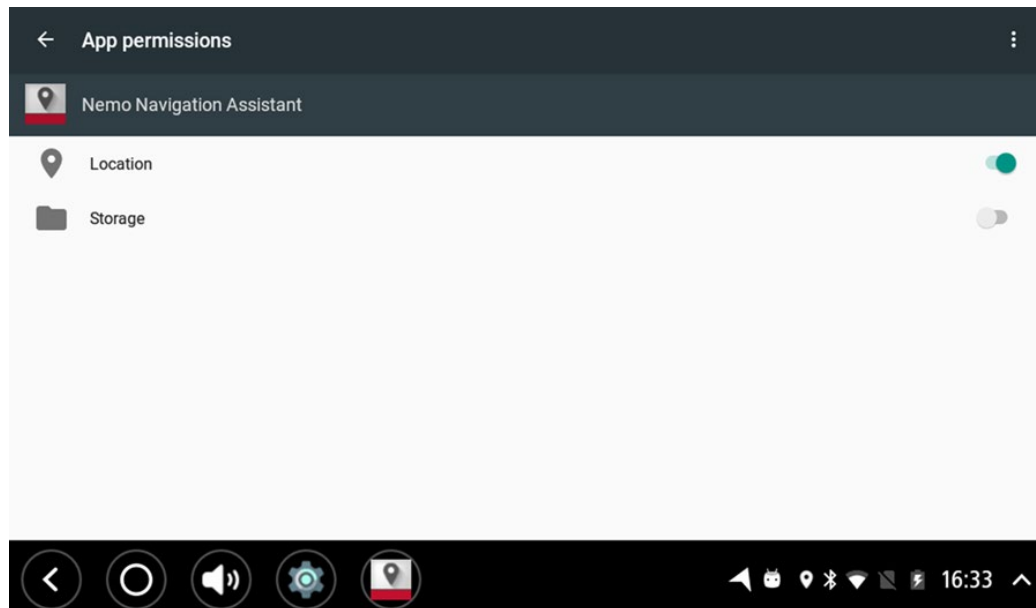 App permissions
Nemo Navigation Assistant
Location
Storage
16:33